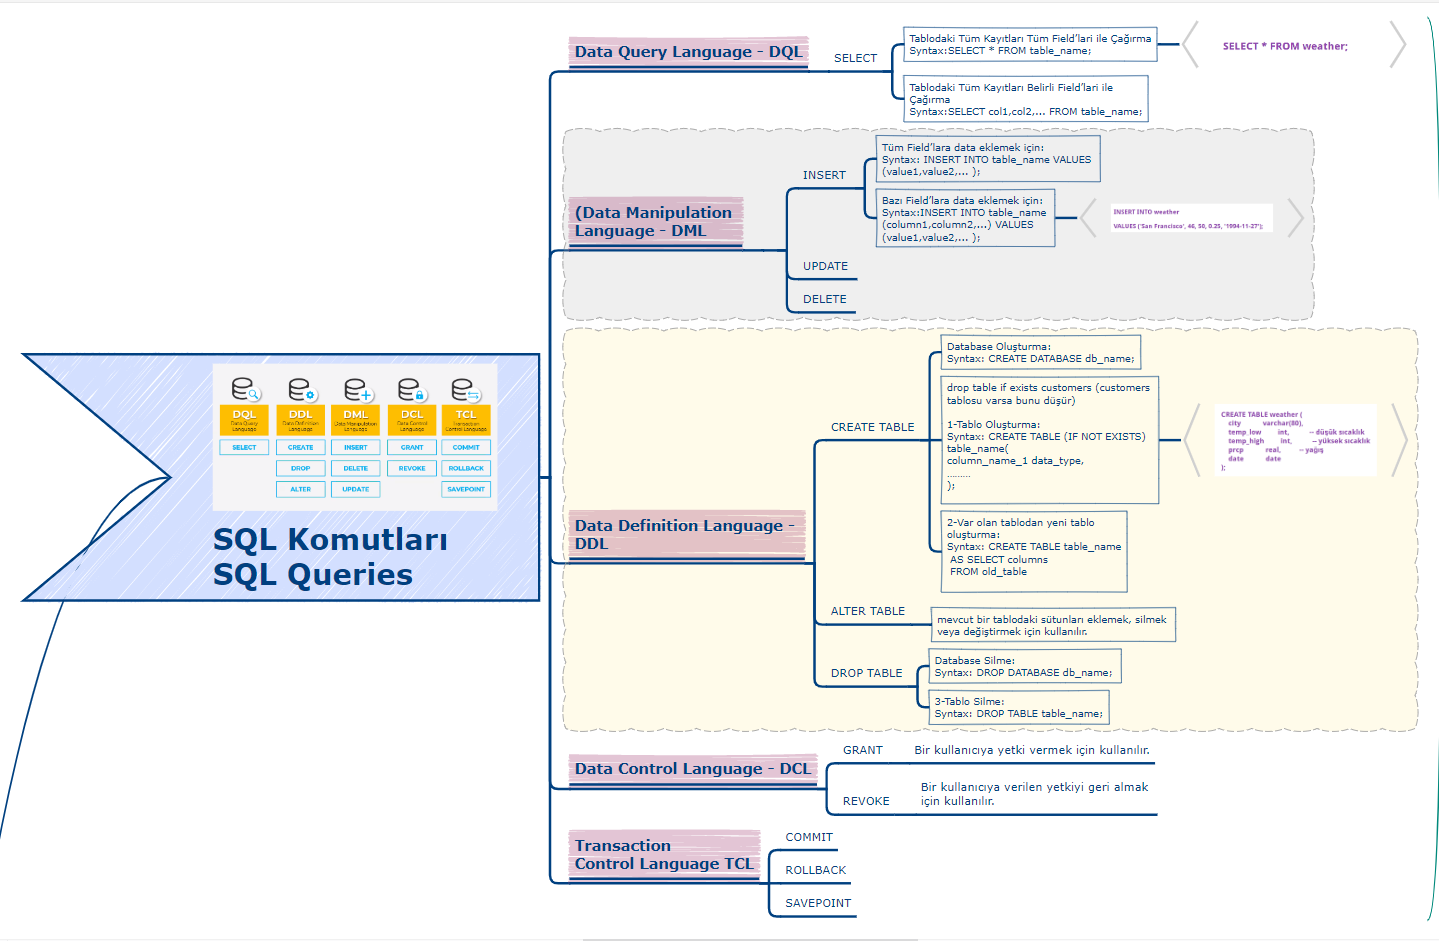 Data Query Language - DQL
SELECT
Tablodaki Tüm Kayıtları Tüm Field’lari ile Çağırma
Syntax:SELECT * FROM table_name;
SELECT * FROM weather;
Tablodaki Tüm Kayıtları Belirli Field’lari ile
Çağırma
Syntax:SELECT col1,col2,... FROM table_name;
(Data Manipulation
Language - DML
INSERT
Tüm Field’lara data eklemek için:
Syntax: INSERT INTO table_name VALUES
(value1,value2,... );
Bazı Field’lara data eklemek için:
Syntax:INSERT INTO table_name
(column1,column2,...) VALUES
(value1,value2,... );
INSERT INTO weather
VALUES ('San Francisco', 46, 50, 0.25, '1994-11-27');
UPDATE
DELETE
DQL
Data Query
Language
SELECT
DDL
Data Definition
Language
CREATE
DROP
ALTER
DML
Data Manipulation
Language
INSERT
DELETE
UPDATE
DCL
Data Control
Language
GRANT
REVOKE
TCL
Transaction
Control Language
COMMIT
ROLLBACK
SAVEPOINT
SQL Komutları
SQL Queries
Data Definition Language -
DDL
CREATE TABLE
Database Oluşturma:
Syntax: CREATE DATABASE db_name;
drop table if exists customers (customers
tablosu varsa bunu düşür)
1-Tablo Oluşturma:
Syntax: CREATE TABLE (IF NOT EXISTS)
table_name(
column_name_1 data_type,
.........
);
CREATE TABLE weather (
city varchar(80),
temp_low int, -- düşük sıcaklık
temp_high int, -- yüksek sıcaklık
prcp real, -- yağış
date date
);
2-Var olan tablodan yeni tablo
oluşturma:
Syntax: CREATE TABLE table_name
AS SELECT columns
FROM old_table
ALTER TABLE
mevcut bir tablodaki sütunları eklemek, silmek
veya değiştirmek için kullanılır.
DROP TABLE
Database Silme:
Syntax: DROP DATABASE db_name;
3-Tablo Silme:
Syntax: DROP TABLE table_name;
Data Control Language - DCL
GRANT
Bir kullanıcıya yetki vermek için kullanılır.
REVOKE
Bir kullanıcıya verilen yetkiyi geri almak
için kullanılır.
Transaction
Control Language TCL
COMMIT
ROLLBACK
SAVEPOINT